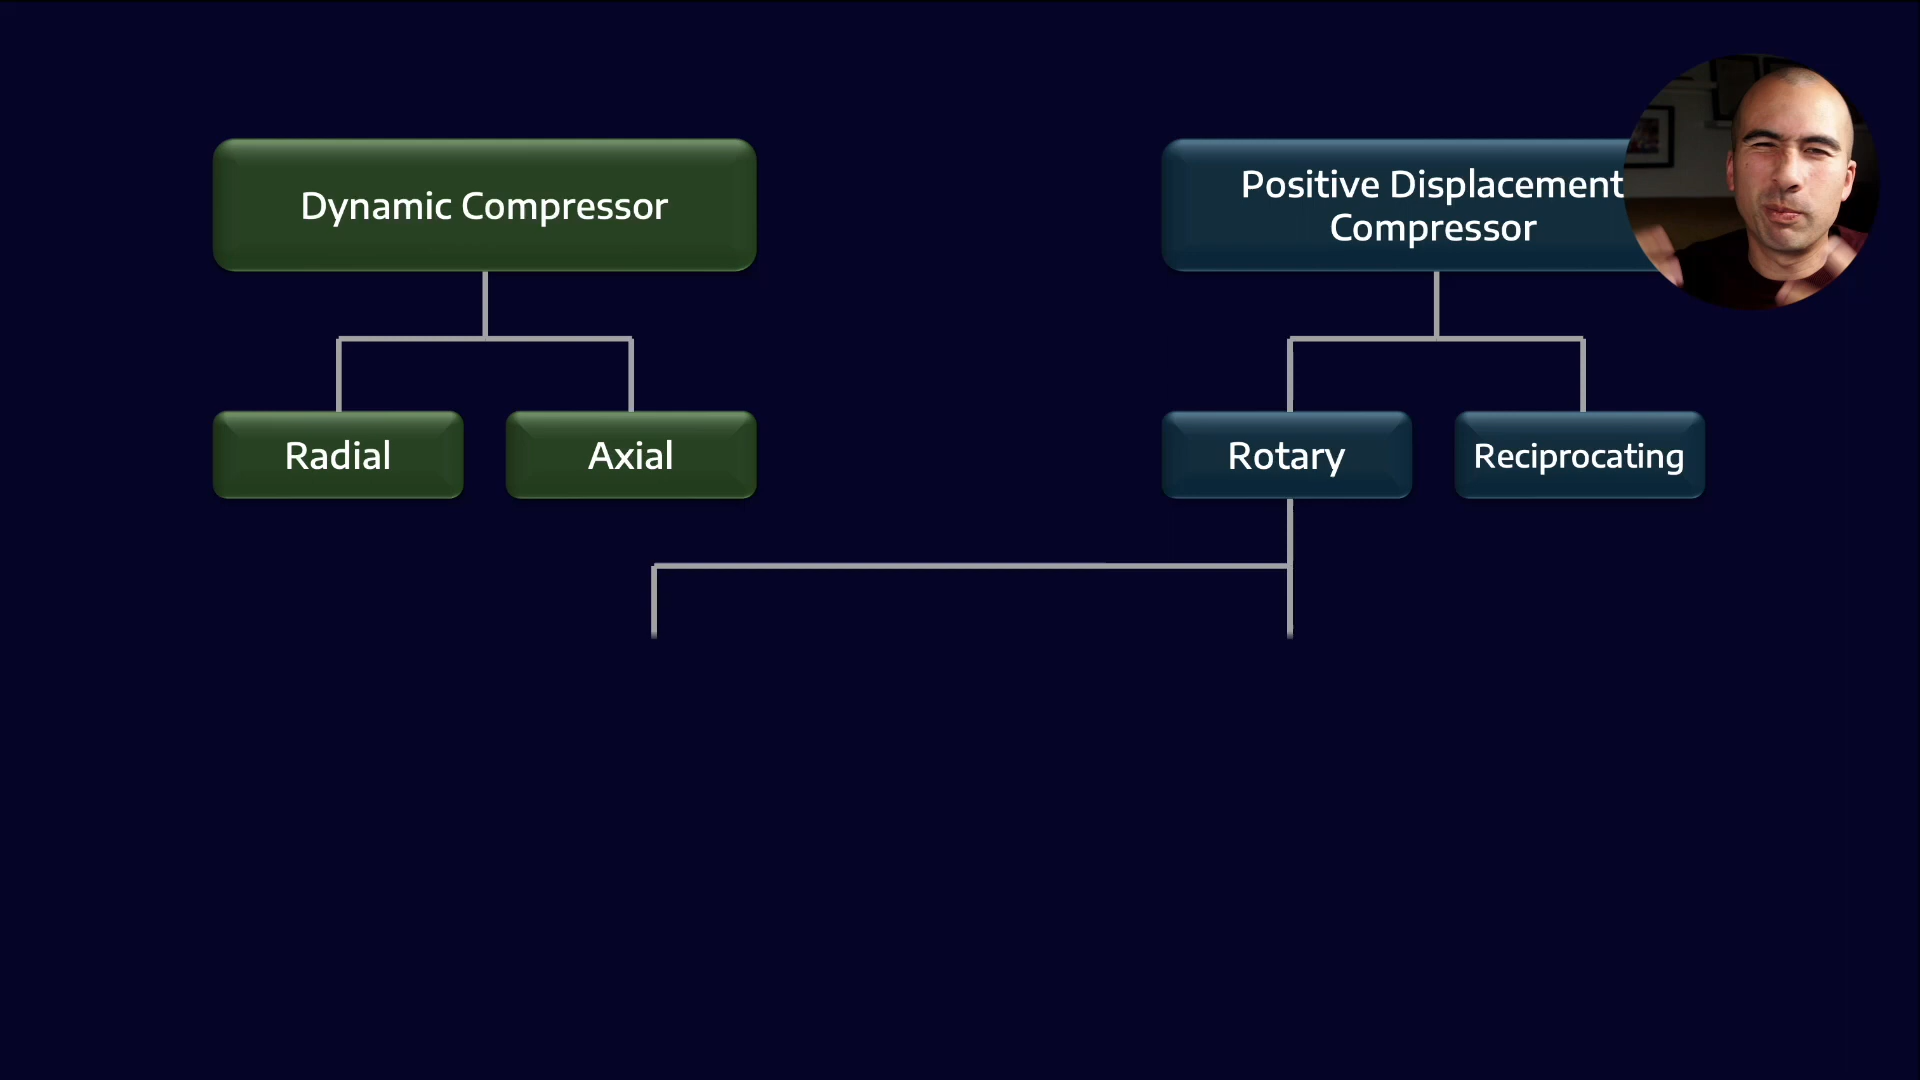 Dynamic Compressor
Positive Displacement
Compressor
Radial
Axial
Rotary
Reciprocating